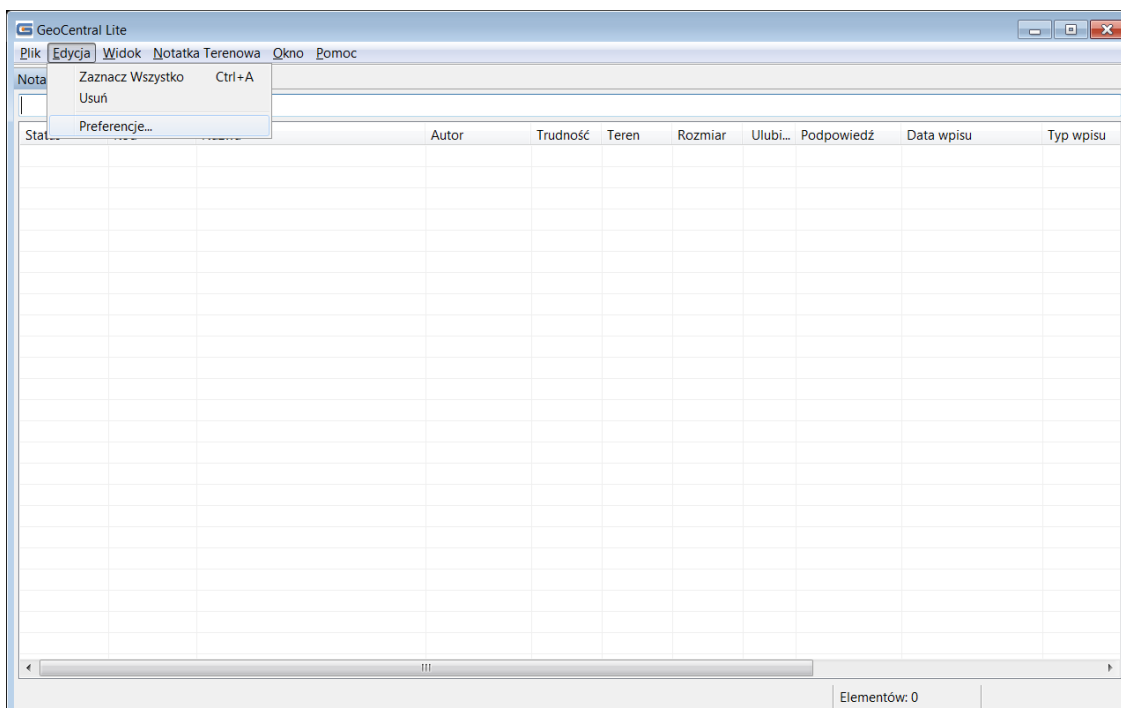 GeoCentral Lite
Plik Edycja Widok Notatka Terenowa Okno Pomoc
Nota
Zaznacz Wszystko Ctrl+A
Usuń
Preferencje...
Autor Trudność Teren Rozmiar Ulubi... Podpowiedź Data wpisu Typ wpisu
Elementów: 0